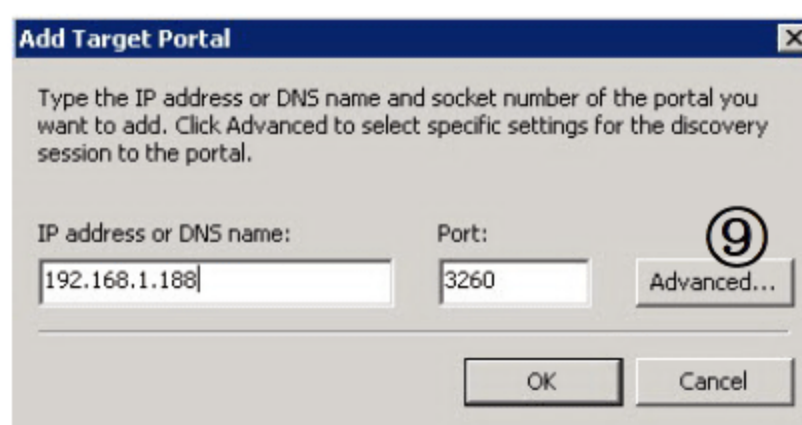 Add Target Portal
Type the IP address or DNS name and socket number of the portal you
want to add. Click Advanced to select specific settings for the discovery
session to the portal.
IP address or DNS name:
Port:
⑨
192.168.1.188
3260
Advanced...
OK
Cancel